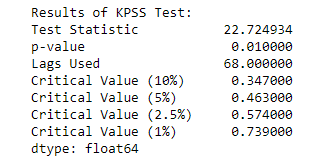 Results of KPSS Test:
Test Statistic 22.724934
p-value 0.010000
Lags Used 68.000000
Critical Value (10%) 0.347000
Critical Value (5%) 0.463000
Critical Value (2.5%) 0.574000
Critical Value (1%) 0.739000
dtype: float64